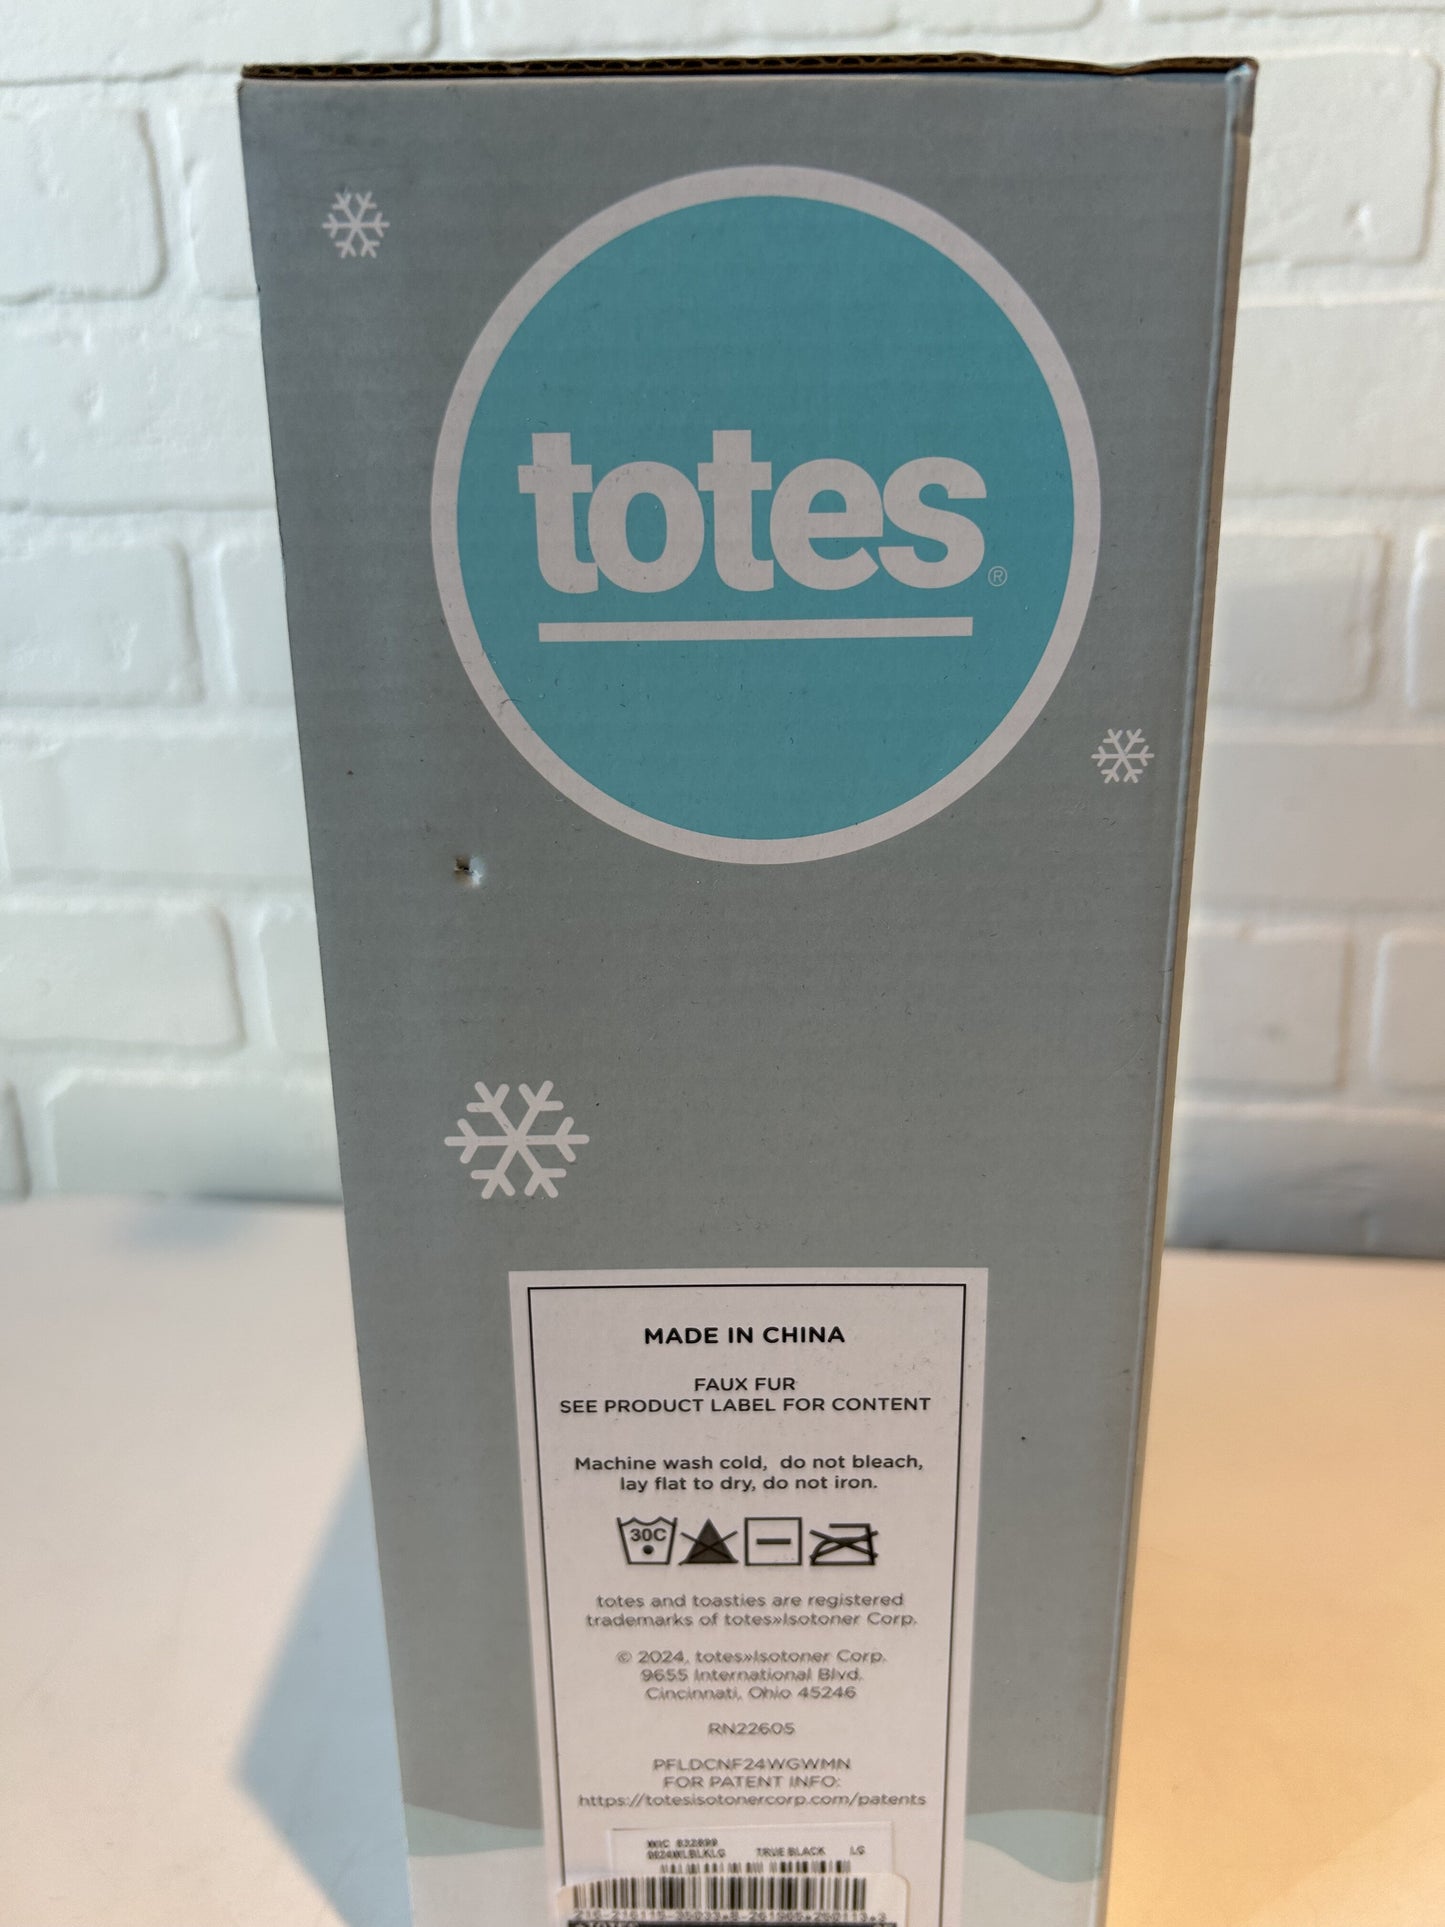 totes®
MADE IN CHINA
FAUX FUR
SEE PRODUCT LABEL FOR CONTENT
Machine wash cold, do not bleach,
lay flat to dry, do not iron.
30C
totes and toasties are registered
trademarks of totes»Isotoner Corp.
© 2024, totes»Isotoner Corp.
9655 International Blvd.
Cincinnati, Ohio 45246
RN22605
PFLDCNF24WGWMN
FOR PATENT INFO:
https://totesisotonercorp.com/patents
TRUE BLACK LG